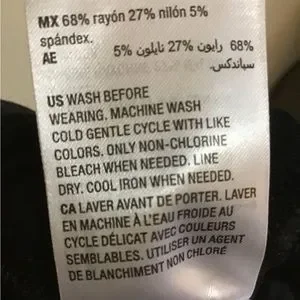 MX 68% rayón 27% nilón 5%
spándex.
AE 68% رايون 27% نايلون 5%
سباندكس.
US WASH BEFORE
WEARING. MACHINE WASH
COLD GENTLE CYCLE WITH LIKE
COLORS. ONLY NON-CHLORINE
BLEACH WHEN NEEDED. LINE
DRY. COOL IRON WHEN NEEDED.
CA LAVER AVANT DE PORTER. LAVER
EN MACHINE À L'EAU FROIDE AU
CYCLE DÉLICAT AVEC COULEURS
SEMBLABLES. UTILISER UN AGENT
DE BLANCHIMENT NON CHLORÉ